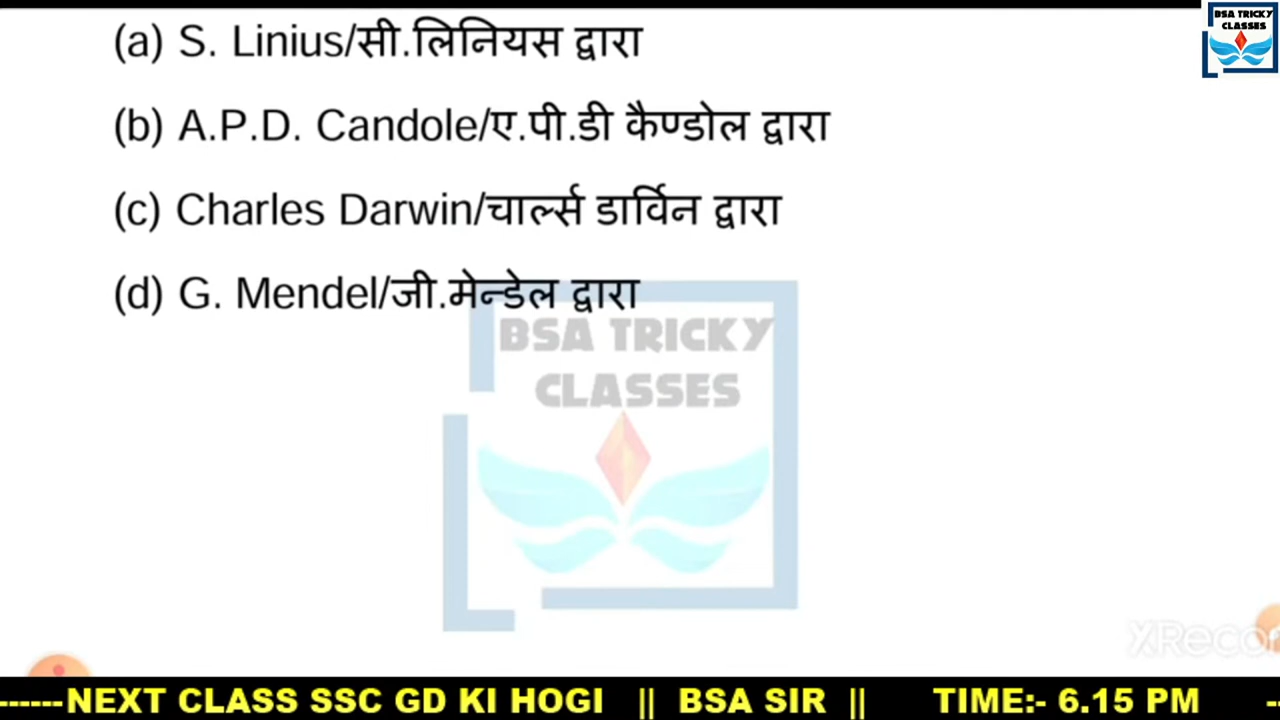 BSA TRICKY
CLASSES
(a) S. Linius/सी.लिनियस द्वारा
(b) A.P.D. Candole/ए.पी.डी कैण्डोल द्वारा
(c) Charles Darwin/चार्ल्स डार्विन द्वारा
(d) G. Mendel/जी.मेन्डेल द्वारा
BSA TRICKY
CLASSES
XRecor
------NEXT CLASS SSC GD KI HOGI || BSA SIR || TIME:- 6.15 PM -